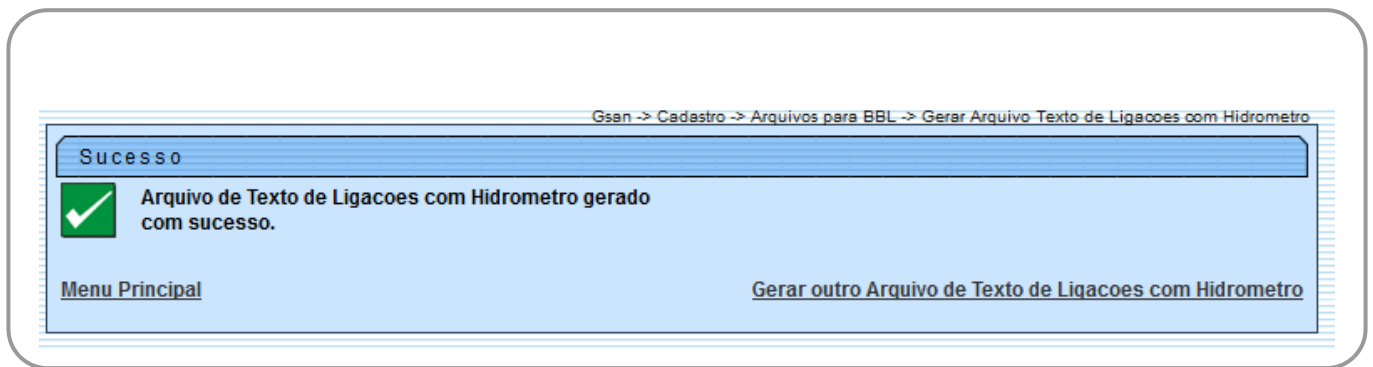 Gsan -> Cadastro -> Arquivos para BBL -> Gerar Arquivo Texto de Ligacoes com Hidrometro
Sucesso
Arquivo de Texto de Ligacoes com Hidrometro gerado
com sucesso.
Menu Principal
Gerar outro Arquivo de Texto de Ligacoes com Hidrometro